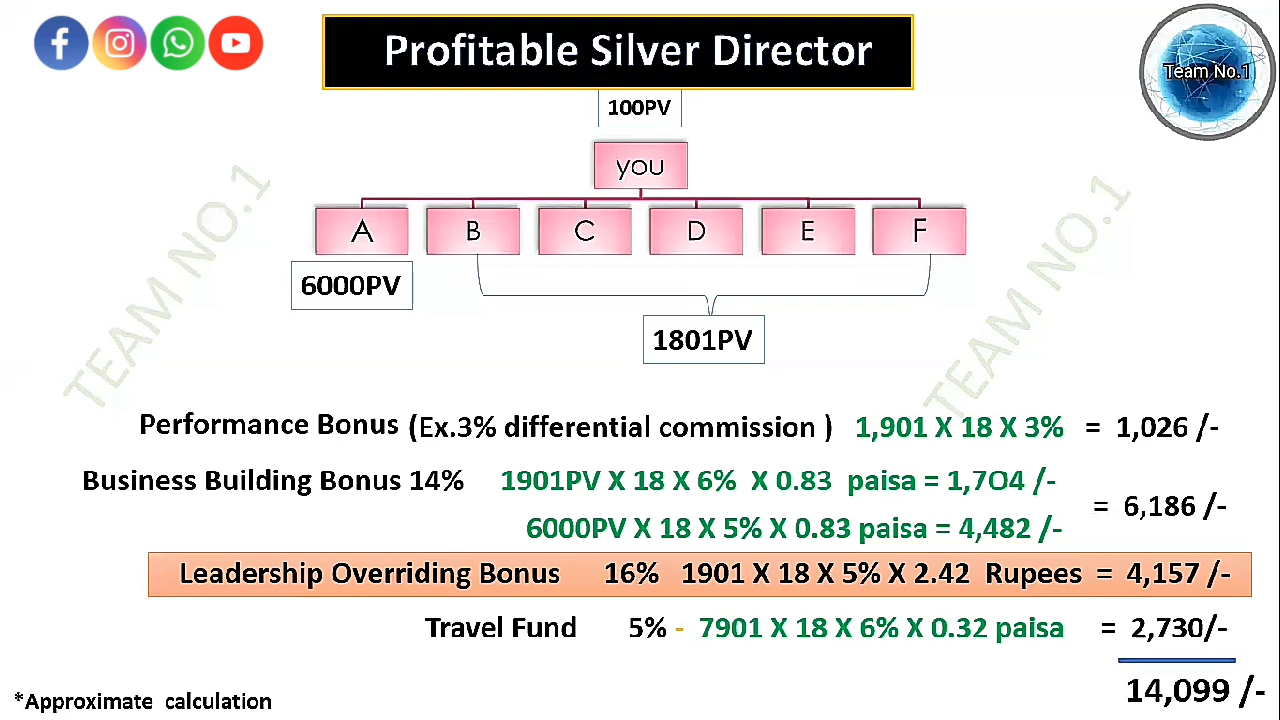 Profitable Silver Director
Team No.1
100PV
you
A B C D E F
6000PV
1801PV
TEAM NO.1
TEAM NO.1
Performance Bonus (Ex.3% differential commission ) 1,901 X 18 X 3% = 1,026 /-
Business Building Bonus 14% 1901PV X 18 X 6% X 0.83 paisa = 1,704 /-
= 6,186 /-
6000PV X 18 X 5% X 0.83 paisa = 4,482 /-
Leadership Overriding Bonus 16% 1901 X 18 X 5% X 2.42 Rupees = 4,157 /-
Travel Fund 5% - 7901 X 18 X 6% X 0.32 paisa = 2,730/-
14,099 /-
*Approximate calculation